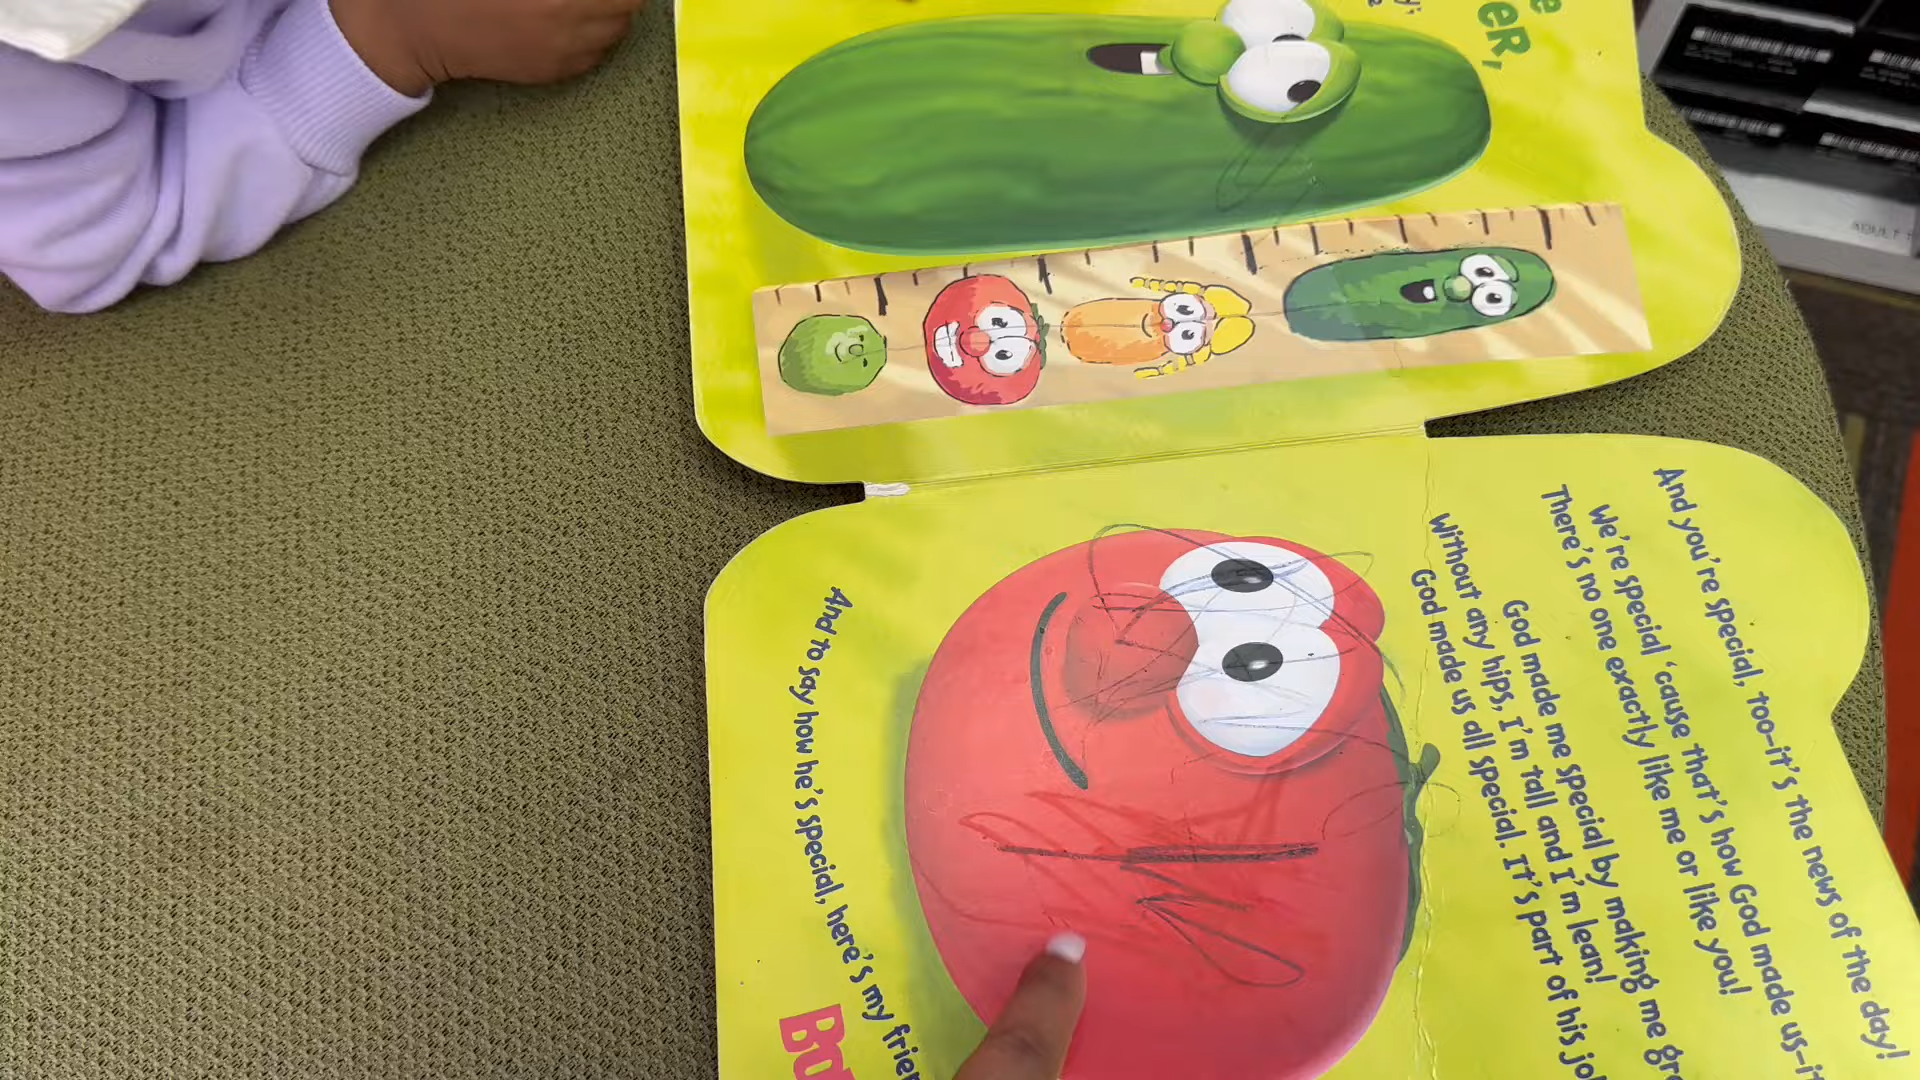 eR,
And you're special, too—it's the news of the day!
We're special 'cause that's how God made us—i
There's no one exactly like me or like you!
God made me special by making me gr
Without any hips, I'm tall and I'm lean!
God made us all special. It's part of his jo
And to say how he's special, here's my frie
Bo